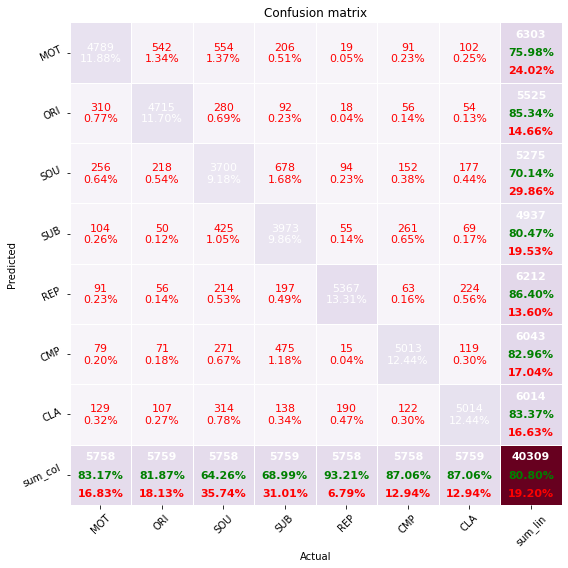 Confusion matrix
MOT 4789 542 554 206 19 91 102 6303
11.88% 1.34% 1.37% 0.51% 0.05% 0.23% 0.25% 75.98%
24.02%
ORI 310 4715 280 92 18 56 54 5525
0.77% 11.70% 0.69% 0.23% 0.04% 0.14% 0.13% 85.34%
14.66%
SOU 256 218 3700 678 94 152 177 5275
0.64% 0.54% 9.18% 1.68% 0.23% 0.38% 0.44% 70.14%
29.86%
SUB 104 50 425 3973 55 261 69 4937
0.26% 0.12% 1.05% 9.86% 0.14% 0.65% 0.17% 80.47%
19.53%
REP 91 56 214 197 5367 63 224 6212
0.23% 0.14% 0.53% 0.49% 13.31% 0.16% 0.56% 86.40%
13.60%
CMP 79 71 271 475 15 5013 119 6043
0.20% 0.18% 0.67% 1.18% 0.04% 12.44% 0.30% 82.96%
17.04%
CLA 129 107 314 138 190 122 5014 6014
0.32% 0.27% 0.78% 0.34% 0.47% 0.30% 12.44% 83.37%
16.63%
sum_col 5758 5759 5758 5759 5758 5758 5759 40309
83.17% 81.87% 64.26% 68.99% 93.21% 87.06% 87.06% 80.80%
16.83% 18.13% 35.74% 31.01% 6.79% 12.94% 12.94% 19.20%
MOT ORI SOU SUB REP CMP CLA sum_lin
Predicted
Actual